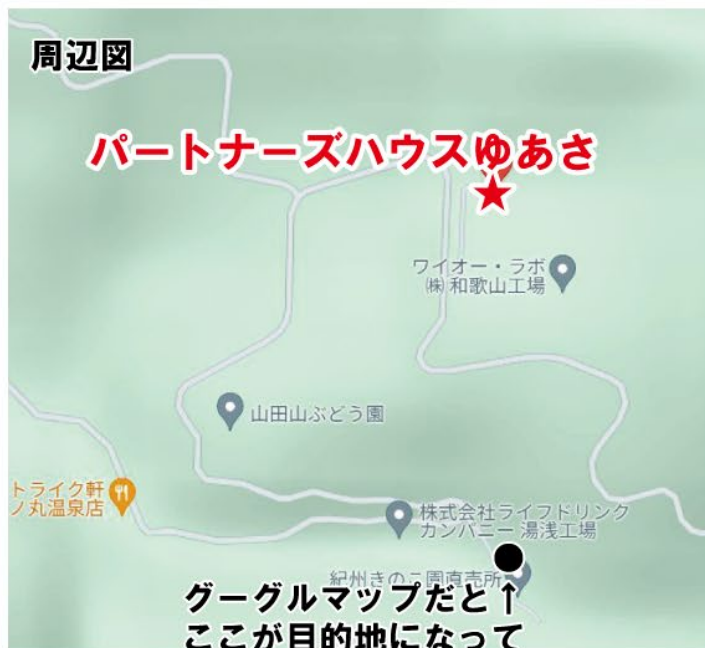 周辺図
パートナーズハウスゆあさ
ワイオー・ラボ
㈱ 和歌山工場
山田山ぶどう園
トライク軒
ノ丸温泉店
株式会社ライフドリンク
カンパニー 湯浅工場
紀州きのこ園直売所
グーグルマップだと↑
ここが目的地になって